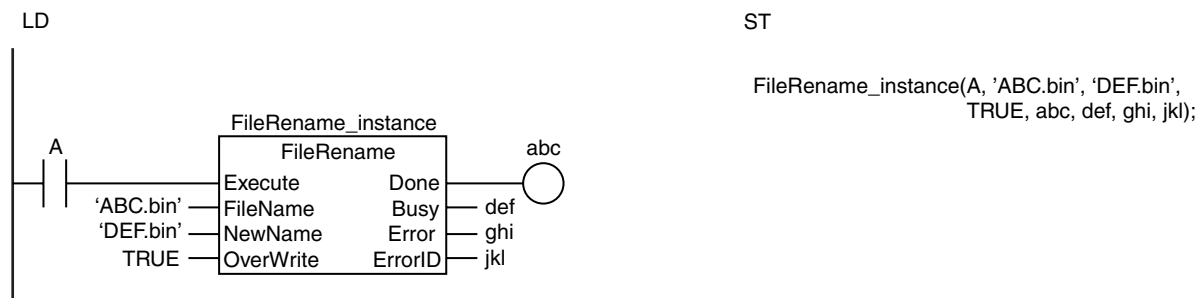 LD
ST
FileRename_instance(A, ’ABC.bin’, ‘DEF.bin’,
TRUE, abc, def, ghi, jkl);
FileRename_instance
A
FileRename
abc
Execute Done
‘ABC.bin’ FileName Busy def
‘DEF.bin’ NewName Error ghi
TRUE OverWrite ErrorID jkl